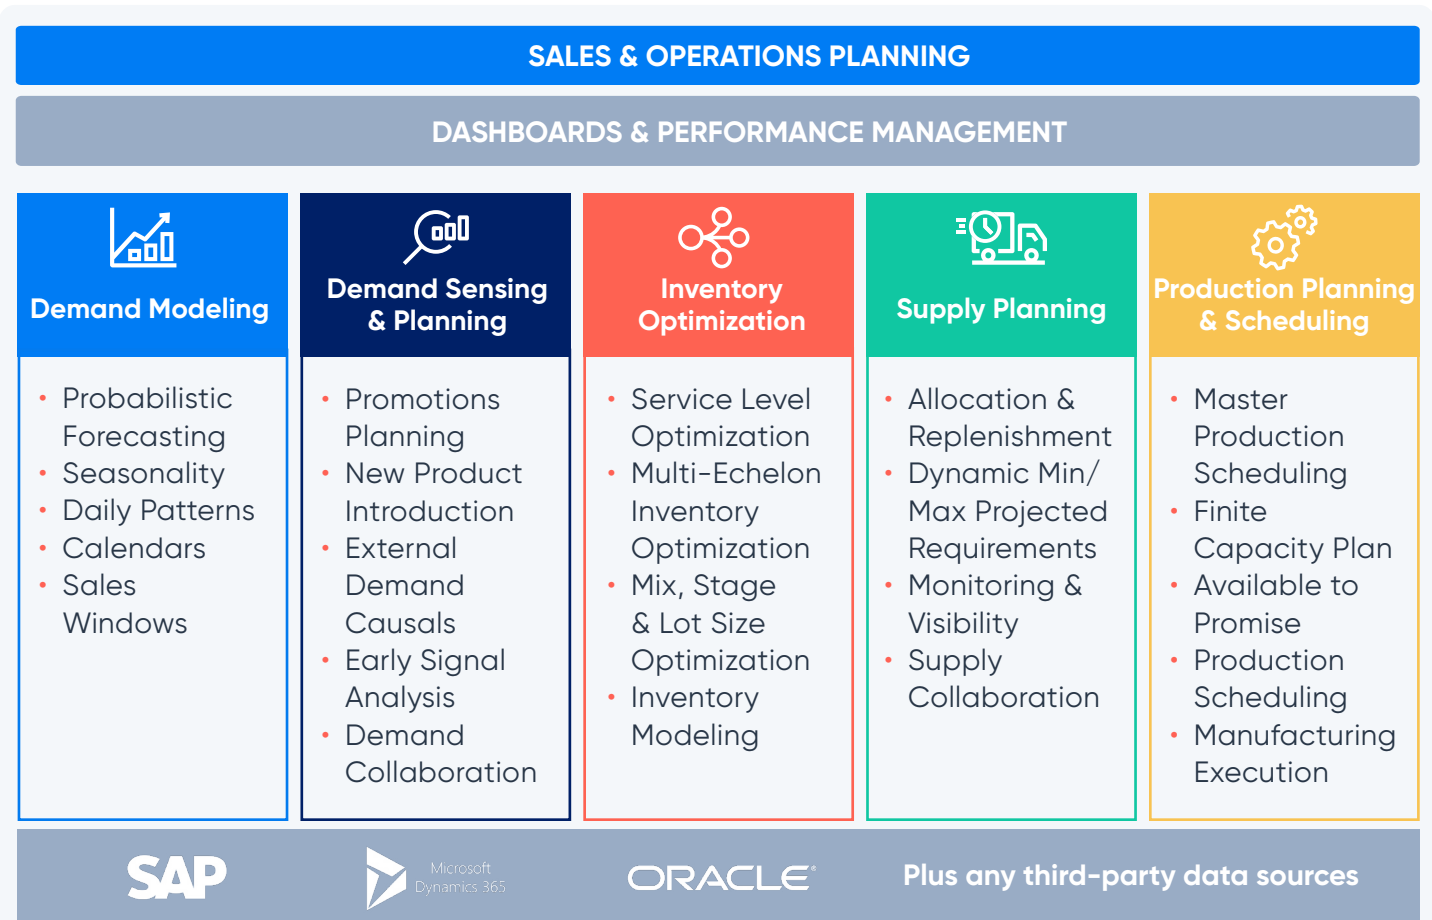 SALES & OPERATIONS PLANNING
DASHBOARDS & PERFORMANCE MANAGEMENT
Demand Modeling
• Probabilistic
Forecasting
• Seasonality
• Daily Patterns
• Calendars
• Sales
Windows
Demand Sensing
& Planning
• Promotions
Planning
• New Product
Introduction
• External
Demand
Causals
• Early Signal
Analysis
• Demand
Collaboration
Inventory
Optimization
• Service Level
Optimization
• Multi-Echelon
Inventory
Optimization
• Mix, Stage
& Lot Size
Optimization
• Inventory
Modeling
Supply Planning
• Allocation &
Replenishment
• Dynamic Min/
Max Projected
Requirements
• Monitoring &
Visibility
• Supply
Collaboration
Production Planning
& Scheduling
• Master
Production
Scheduling
• Finite
Capacity Plan
• Available to
Promise
• Production
Scheduling
• Manufacturing
Execution
SAP
Microsoft
Dynamics 365
ORACLE®
Plus any third-party data sources